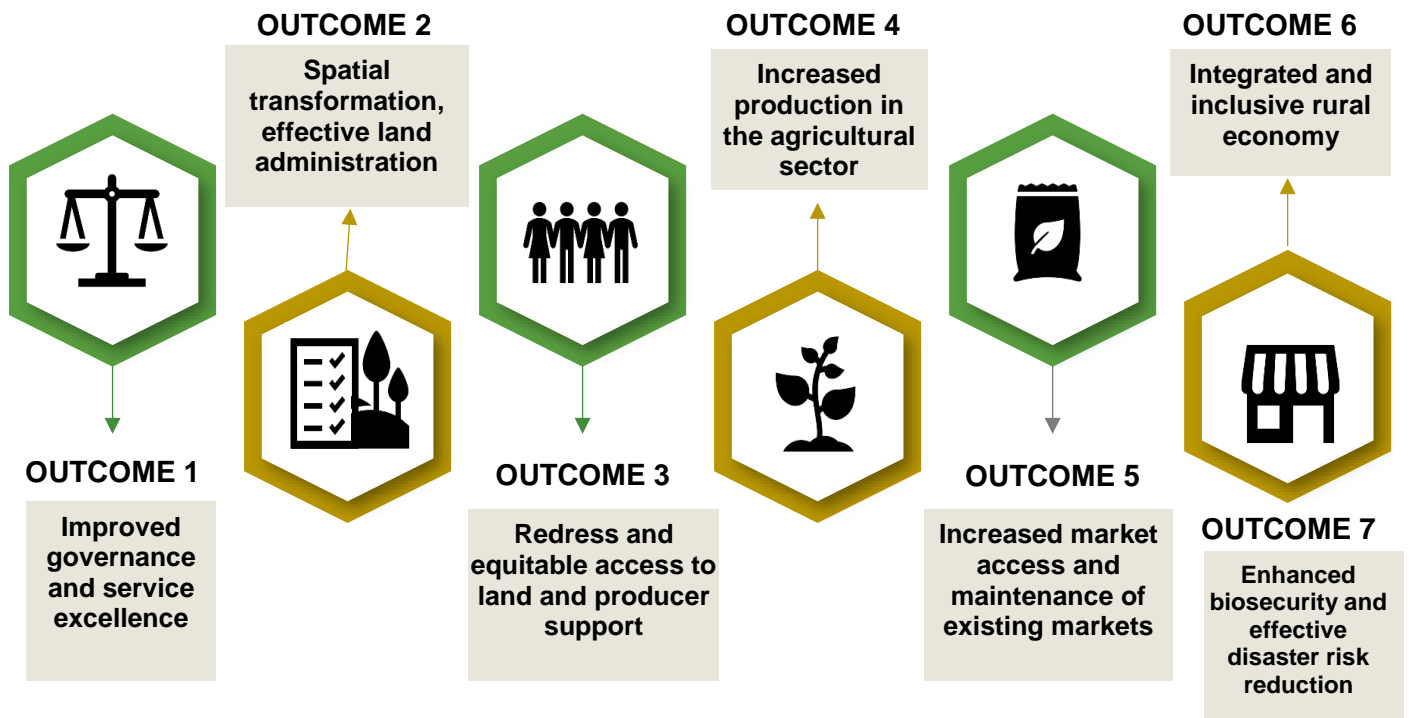 OUTCOME 1
Improved
governance
and service
excellence
OUTCOME 2
Spatial
transformation,
effective land
administration
OUTCOME 3
Redress and
equitable access to
land and producer
support
OUTCOME 4
Increased
production in
the agricultural
sector
OUTCOME 5
Increased market
access and
maintenance of
existing markets
OUTCOME 6
Integrated and
inclusive rural
economy
OUTCOME 7
Enhanced
biosecurity and
effective
disaster risk
reduction